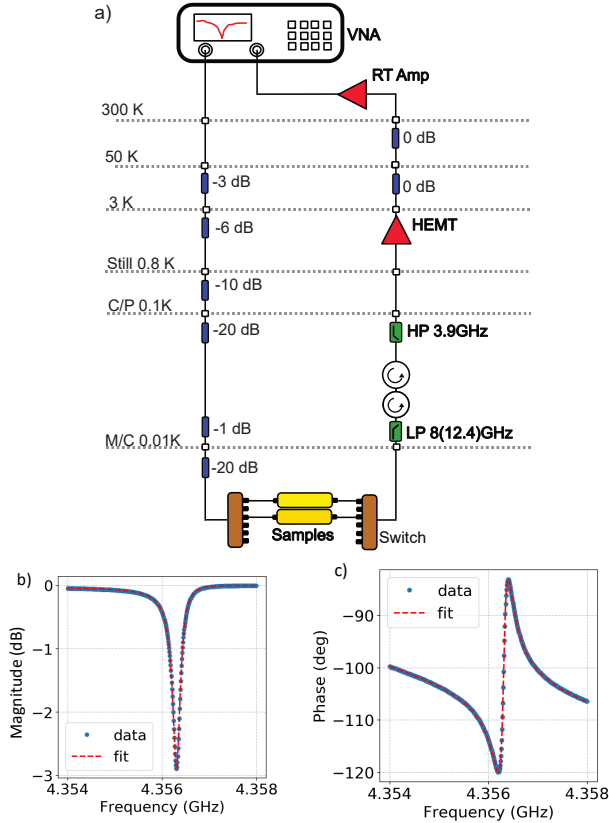 a)
VNA
RT Amp
300 K
0 dB
50 K
-3 dB
0 dB
3 K
-6 dB
HEMT
Still 0.8 K
-10 dB
C/P 0.1K
-20 dB
HP 3.9GHz
-1 dB
LP 8(12.4)GHz
M/C 0.01K
-20 dB
Samples
Switch
b)
0
-1
-2
-3
Magnitude (dB)
data
fit
4.354
4.356
4.358
Frequency (GHz)
c)
data
fit
−90
−100
−110
−120
Phase (deg)
4.354
4.356
4.358
Frequency (GHz)